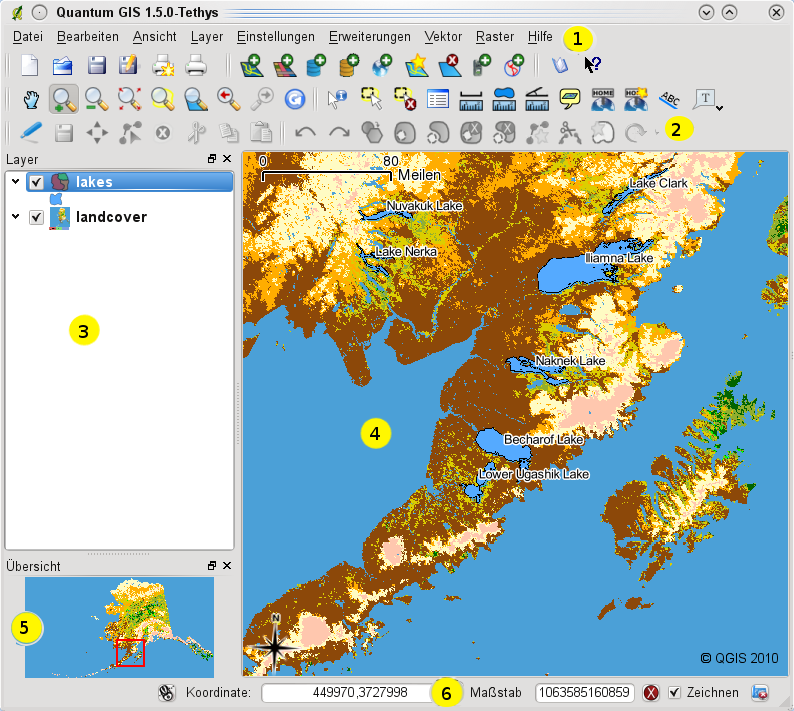 Quantum GIS 1.5.0-Tethys
Datei Bearbeiten Ansicht Layer Einstellungen Erweiterungen Vektor Raster Hilfe 1
HOME HO ABC T
2
Layer
lakes
landcover
3
0 80
Meilen
Lake Clark
Nuvakuk Lake
Lake Nerka
Iliamna Lake
Naknek Lake
4
Becharof Lake
Lower Ugashik Lake
Übersicht
5
N
© QGIS 2010
Koordinate: 449970,3727998 6 Maßstab 1063585160859 Zeichnen